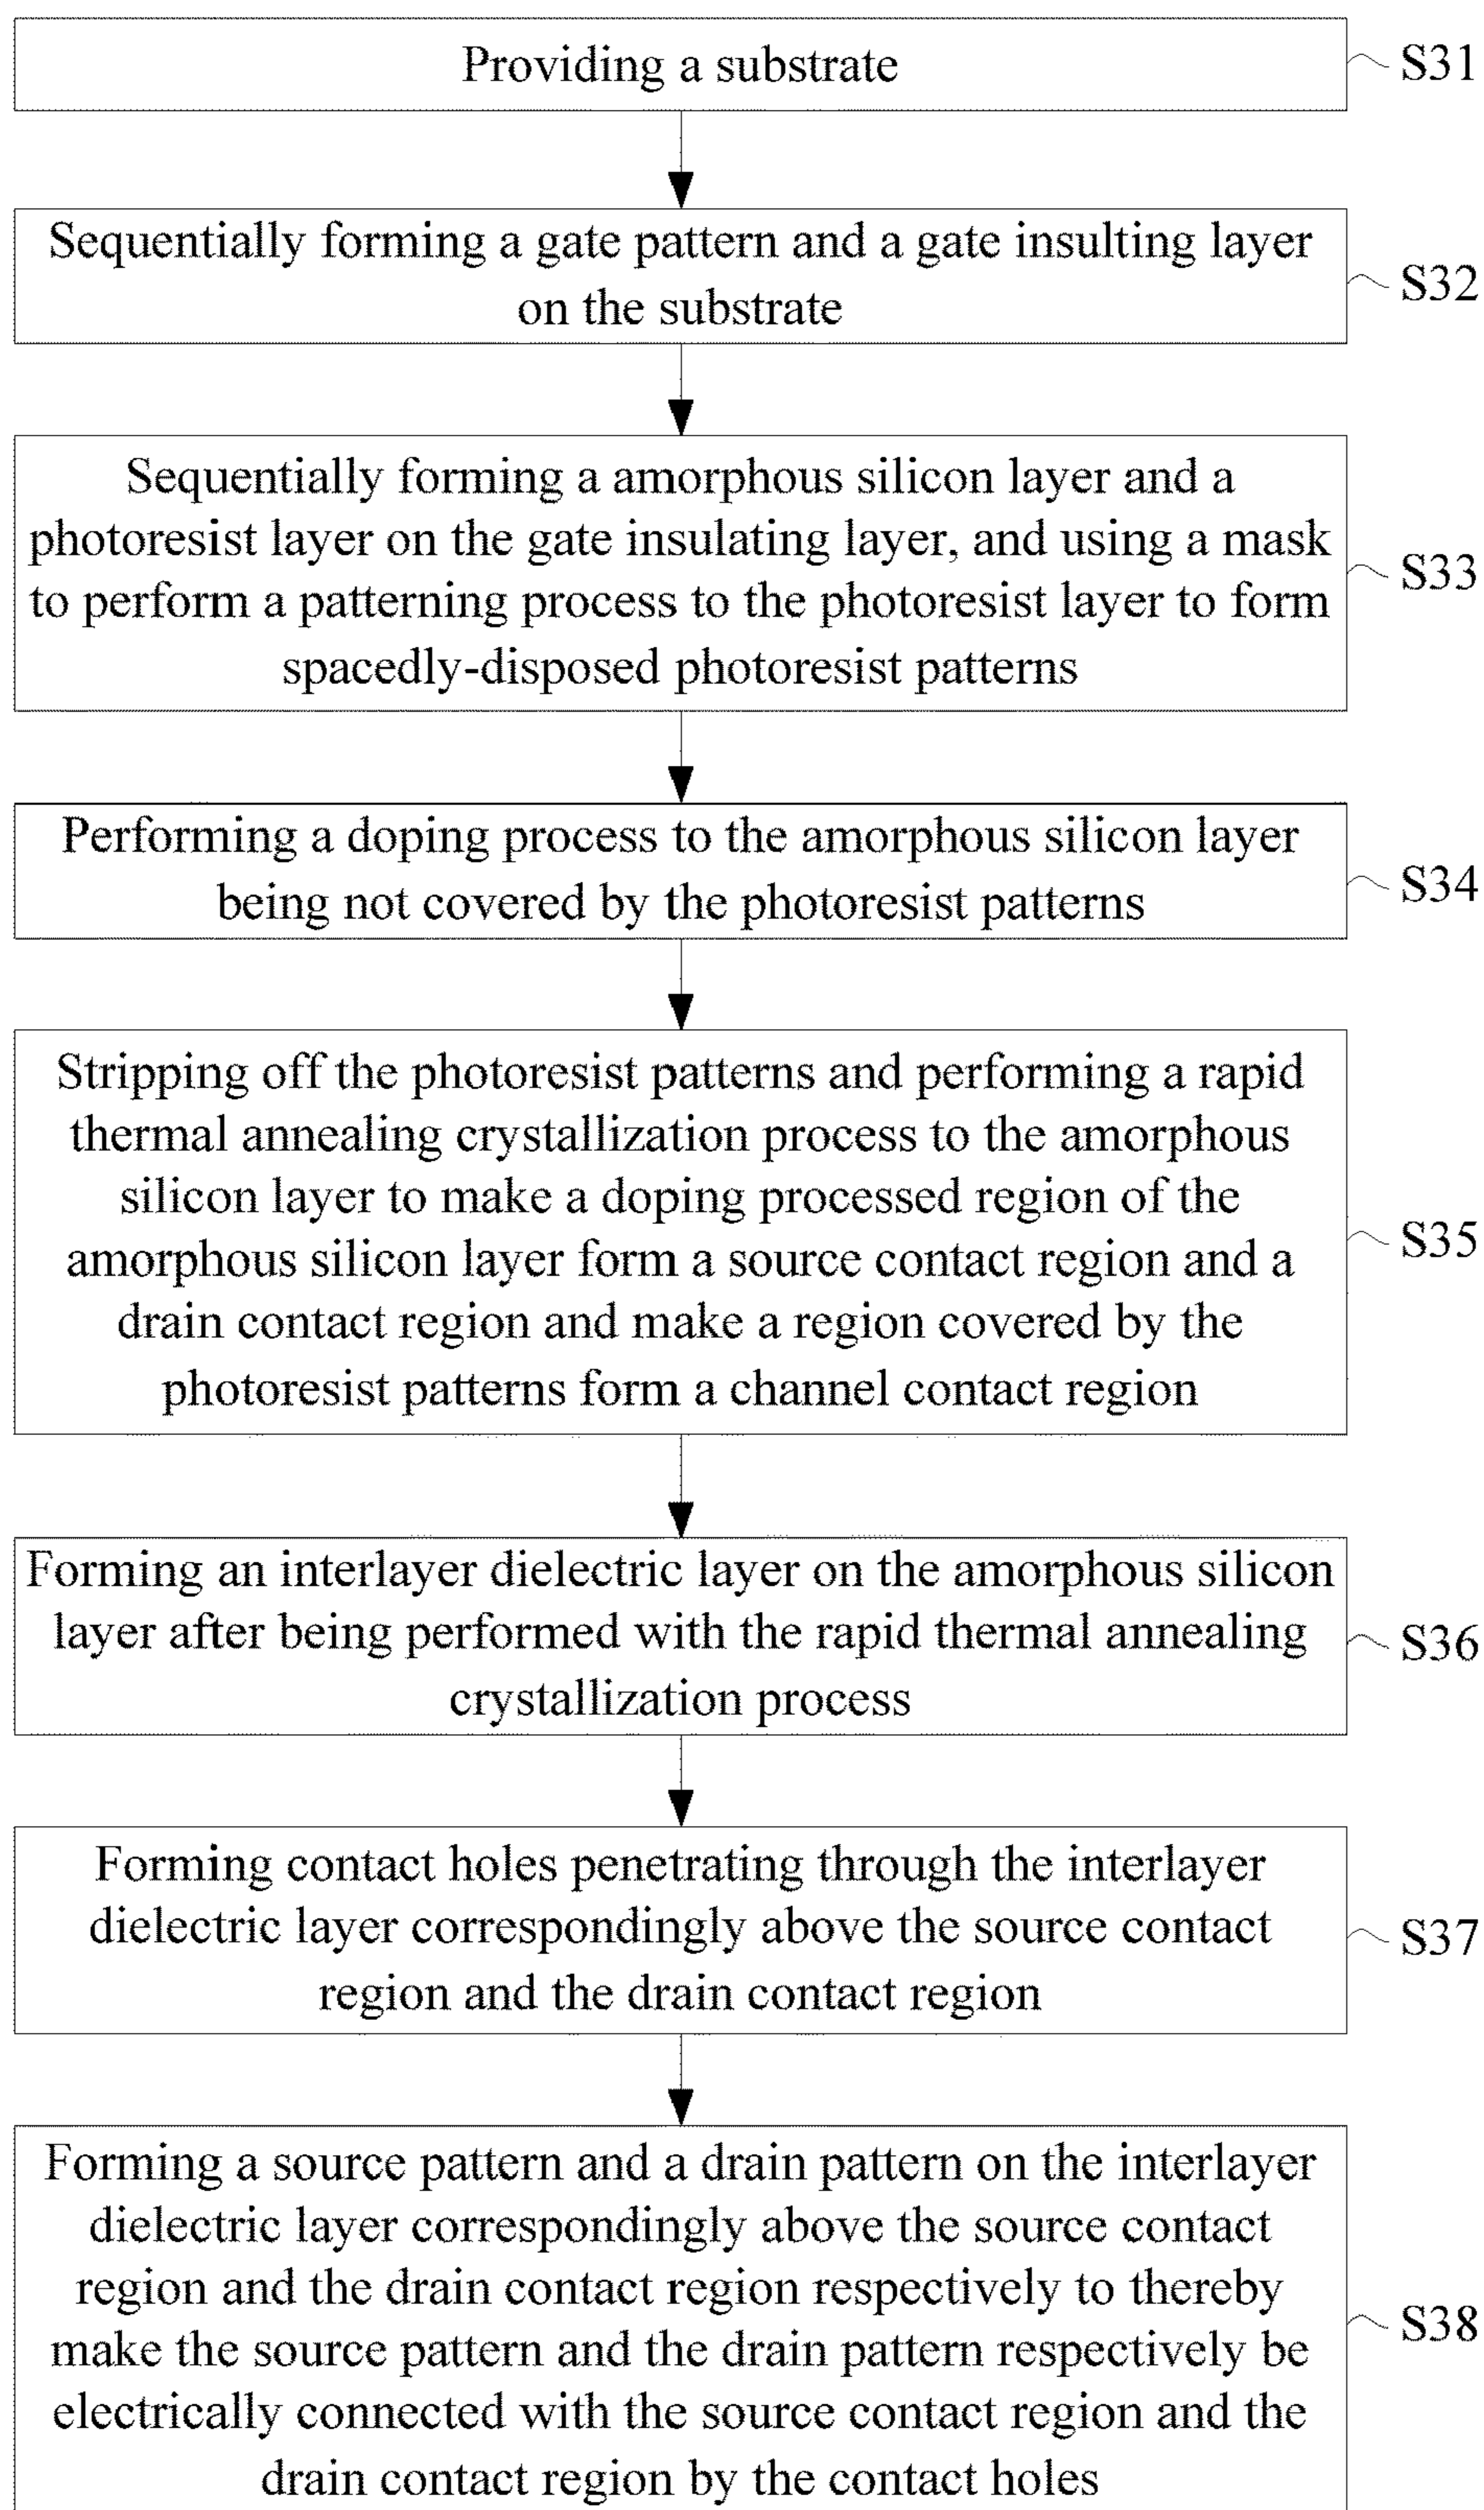 Providing a substrate
S31
Sequentially forming a gate pattern and a gate insulting layer
on the substrate
S32
Sequentially forming a amorphous silicon layer and a
photoresist layer on the gate insulating layer, and using a mask
to perform a patterning process to the photoresist layer to form
spacedly-disposed photoresist patterns
S33
Performing a doping process to the amorphous silicon layer
being not covered by the photoresist patterns
S34
Stripping off the photoresist patterns and performing a rapid
thermal annealing crystallization process to the amorphous
silicon layer to make a doping processed region of the
amorphous silicon layer form a source contact region and a
drain contact region and make a region covered by the
photoresist patterns form a channel contact region
S35
Forming an interlayer dielectric layer on the amorphous silicon
layer after being performed with the rapid thermal annealing
crystallization process
S36
Forming contact holes penetrating through the interlayer
dielectric layer correspondingly above the source contact
region and the drain contact region
S37
Forming a source pattern and a drain pattern on the interlayer
dielectric layer correspondingly above the source contact
region and the drain contact region respectively to thereby
make the source pattern and the drain pattern respectively be
electrically connected with the source contact region and the
drain contact region by the contact holes
S38